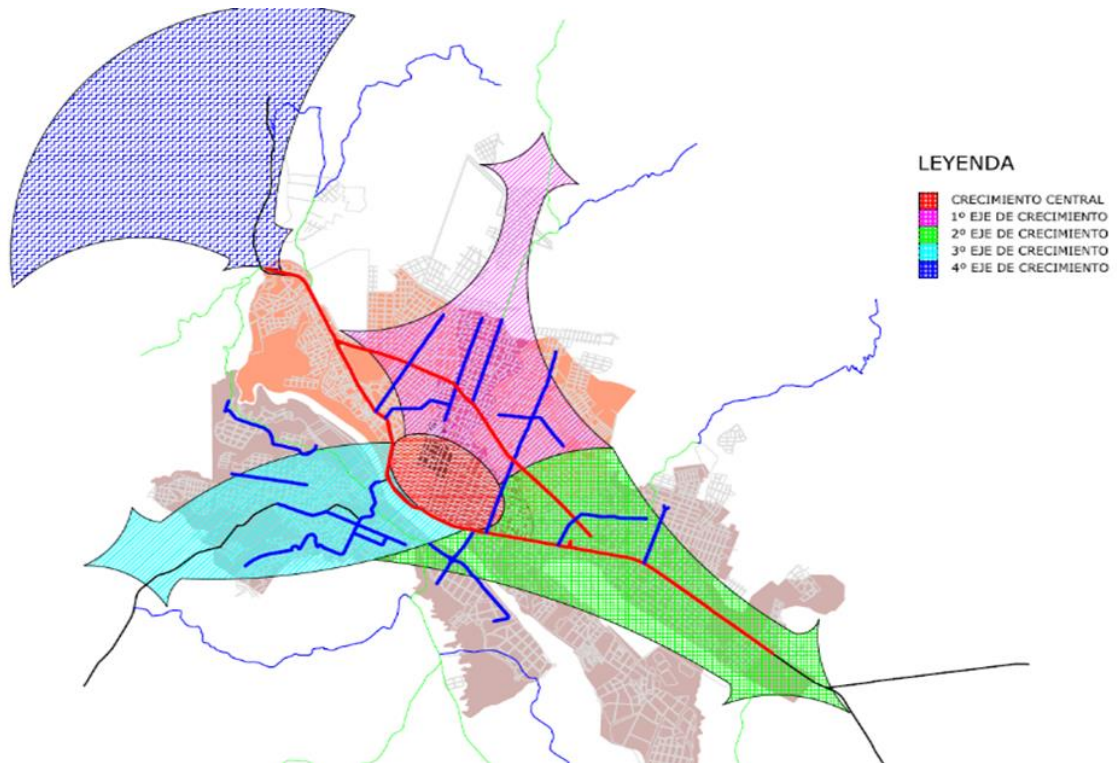 LEYENDA
CRECIMIENTO CENTRAL
1º EJE DE CRECIMIENTO
2º EJE DE CRECIMIENTO
3º EJE DE CRECIMIENTO
4º EJE DE CRECIMIENTO